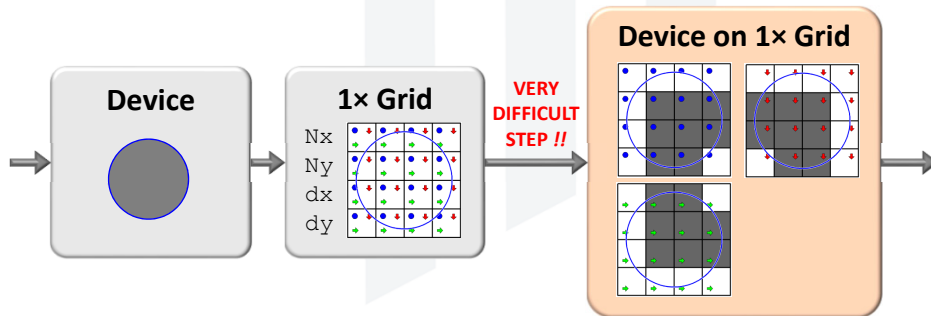 Device
1× Grid
Nx
Ny
dx
dy
VERY
DIFFICULT
STEP !!
Device on 1× Grid